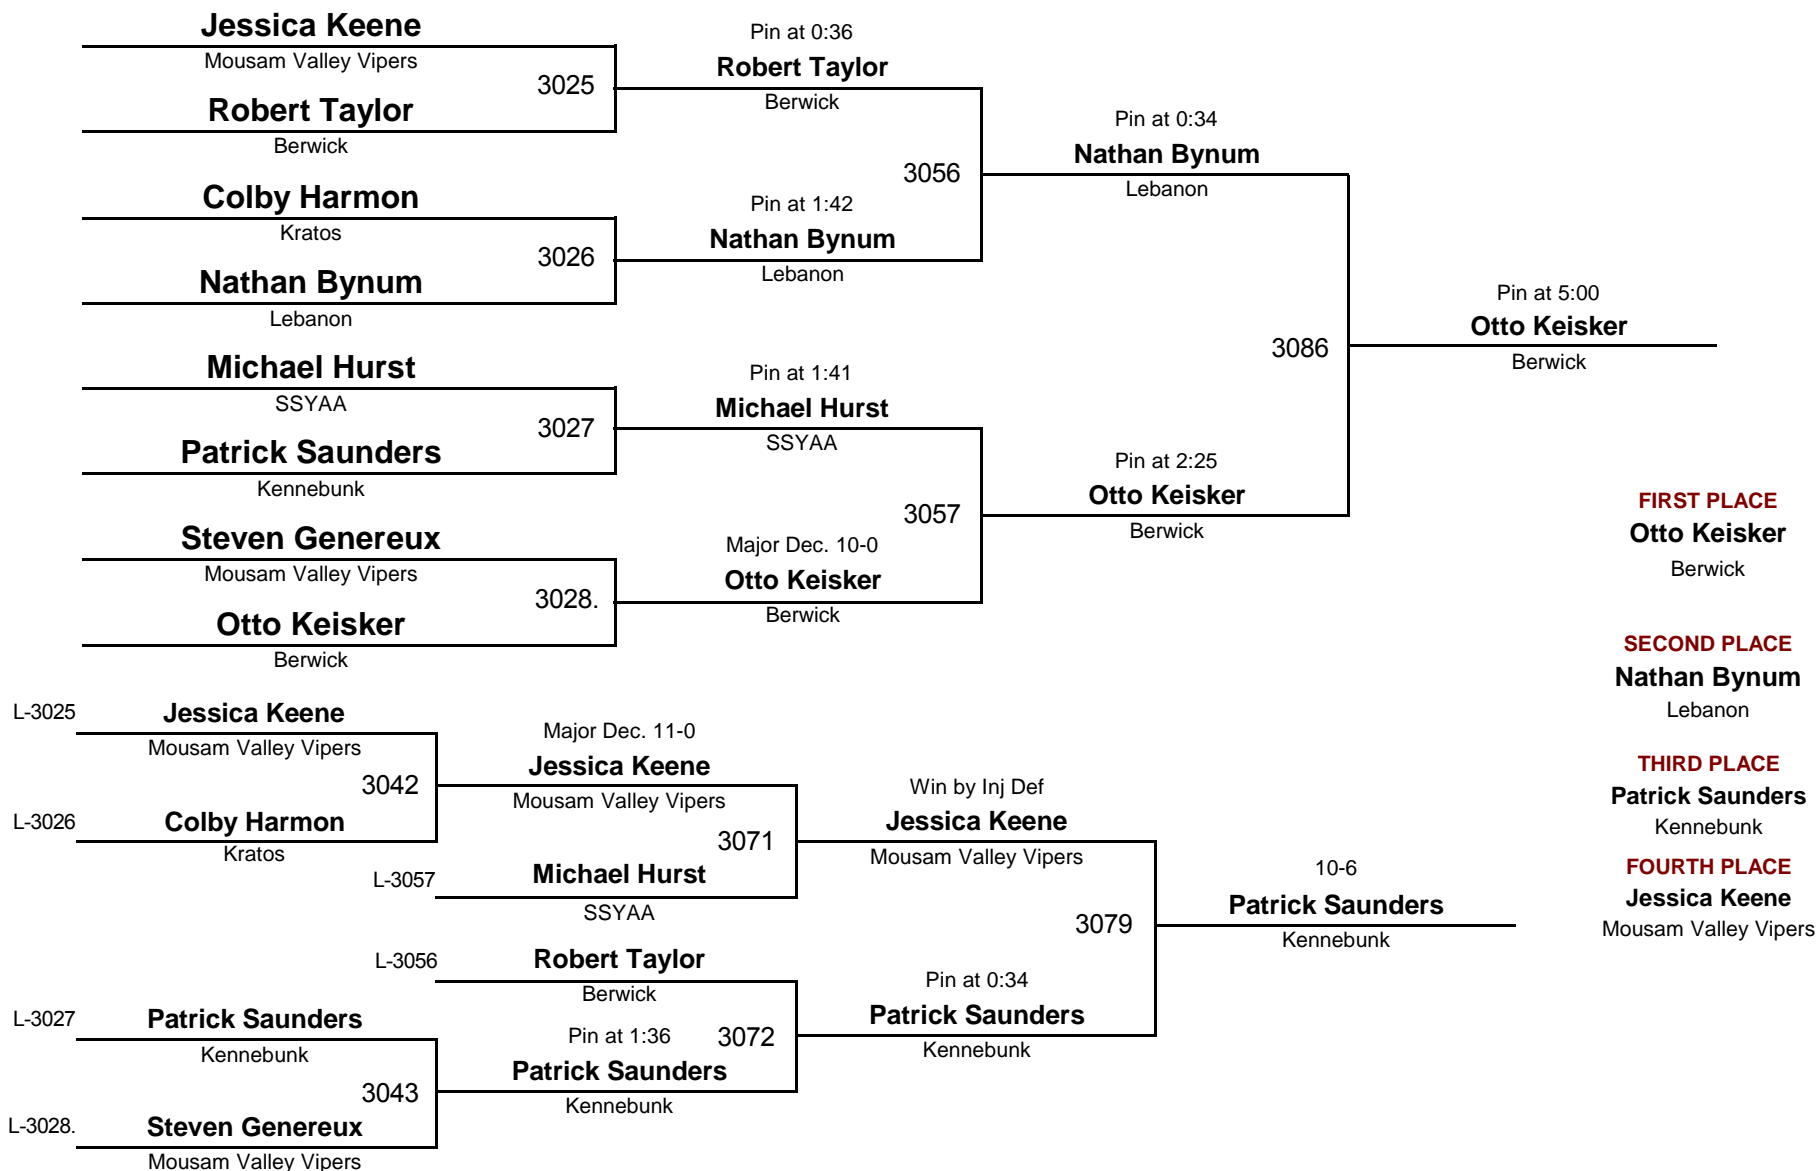 Jessica Keene
Mousam Valley Vipers
3025
Robert Taylor
Berwick
Pin at 0:36
Robert Taylor
Berwick
Colby Harmon
Kratos
3026
Nathan Bynum
Lebanon
Pin at 1:42
Nathan Bynum
Lebanon
3056
Pin at 0:34
Nathan Bynum
Lebanon
Michael Hurst
SSYAA
3027
Patrick Saunders
Kennebunk
Pin at 1:41
Michael Hurst
SSYAA
Steven Genereux
Mousam Valley Vipers
3028.
Otto Keisker
Berwick
Major Dec. 10-0
Otto Keisker
Berwick
3057
Pin at 2:25
Otto Keisker
Berwick
3086
Pin at 5:00
Otto Keisker
Berwick
FIRST PLACE
Otto Keisker
Berwick
SECOND PLACE
Nathan Bynum
Lebanon
THIRD PLACE
Patrick Saunders
Kennebunk
FOURTH PLACE
Jessica Keene
Mousam Valley Vipers
L-3025
Jessica Keene
Mousam Valley Vipers
3042
L-3026
Colby Harmon
Kratos
Major Dec. 11-0
Jessica Keene
Mousam Valley Vipers
3071
L-3057
Michael Hurst
SSYAA
Win by Inj Def
Jessica Keene
Mousam Valley Vipers
L-3056
Robert Taylor
Berwick
3072
L-3027
Patrick Saunders
Kennebunk
3043
L-3028.
Steven Genereux
Mousam Valley Vipers
Pin at 1:36
Patrick Saunders
Kennebunk
Pin at 0:34
Patrick Saunders
Kennebunk
3079
10-6
Patrick Saunders
Kennebunk